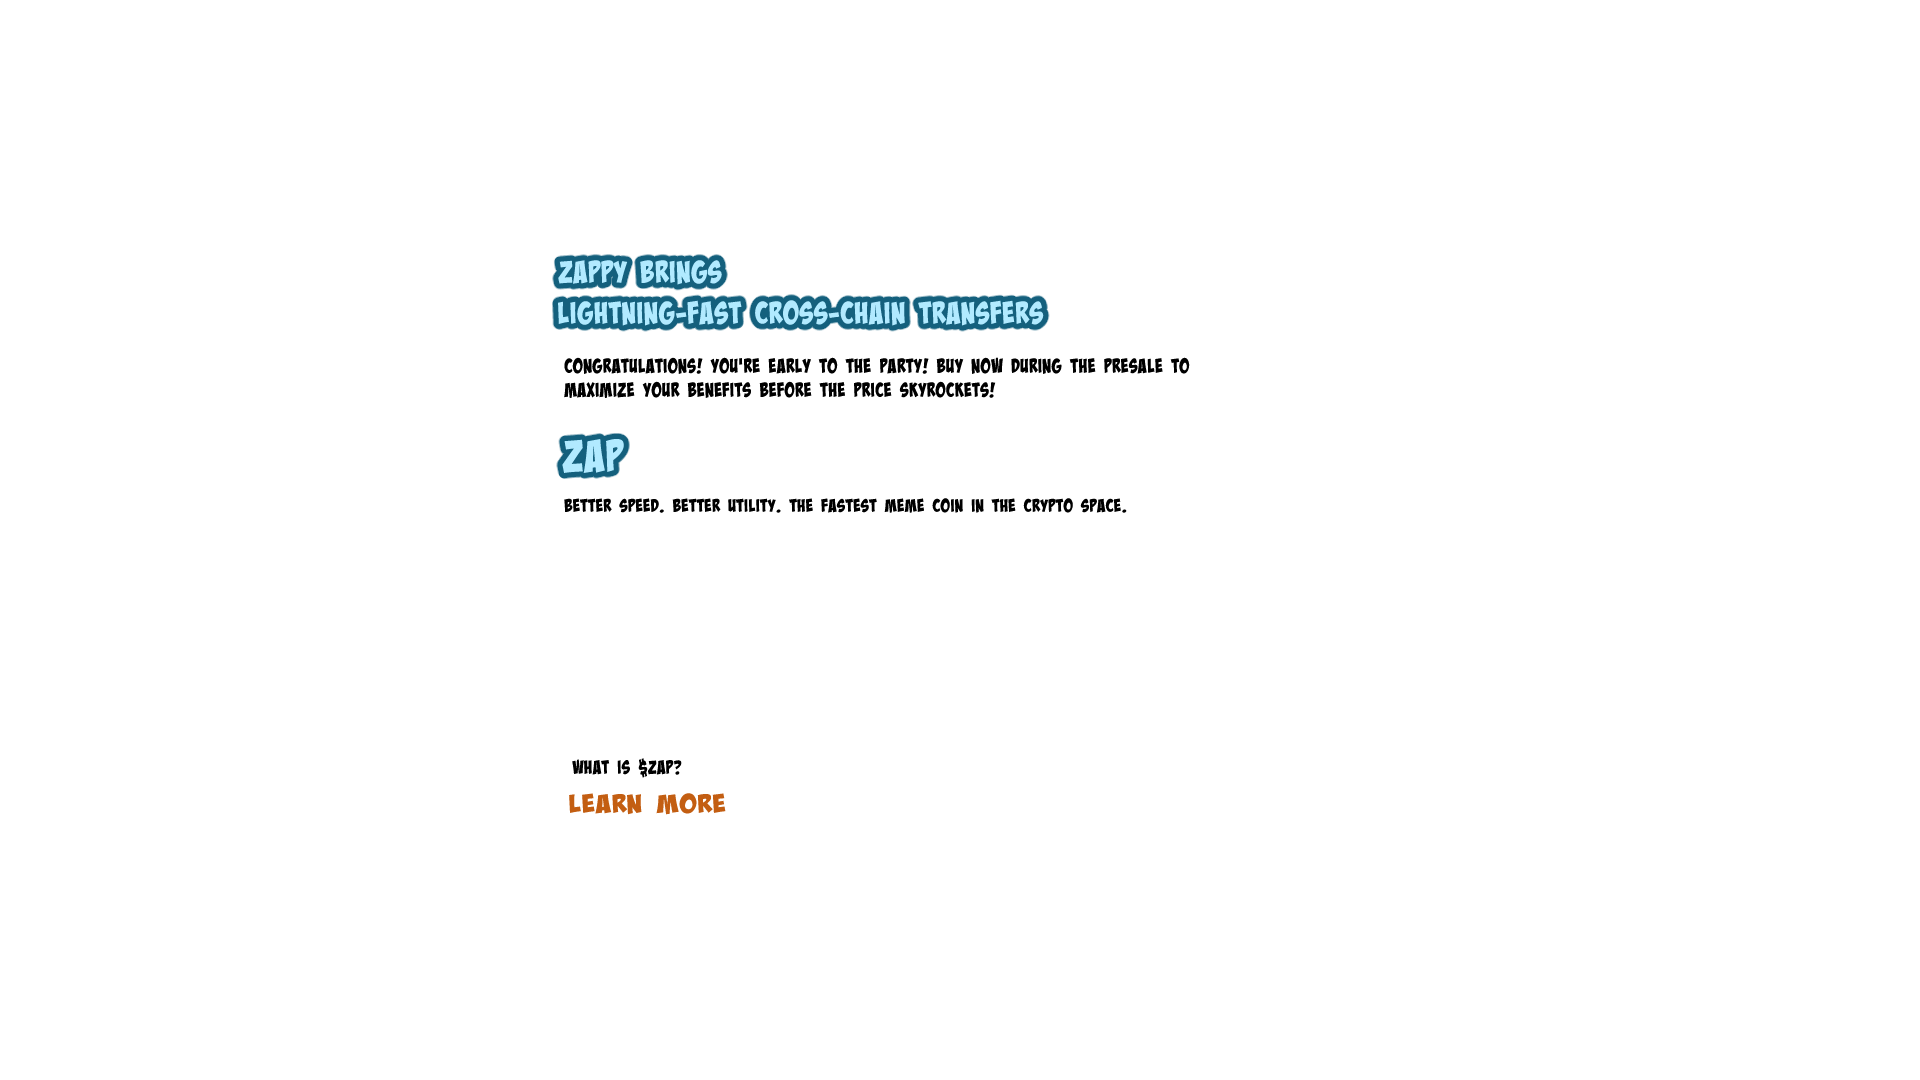 ZAPPY BRINGS
LIGHTNING-FAST CROSS-CHAIN TRANSFERS
CONGRATULATIONS! YOU'RE EARLY TO THE PARTY! BUY NOW DURING THE PRESALE TO
MAXIMIZE YOUR BENEFITS BEFORE THE PRICE SKYROCKETS!
ZAP
BETTER SPEED. BETTER UTILITY. THE FASTEST MEME COIN IN THE CRYPTO SPACE.
WHAT IS $ZAP?
LEARN MORE